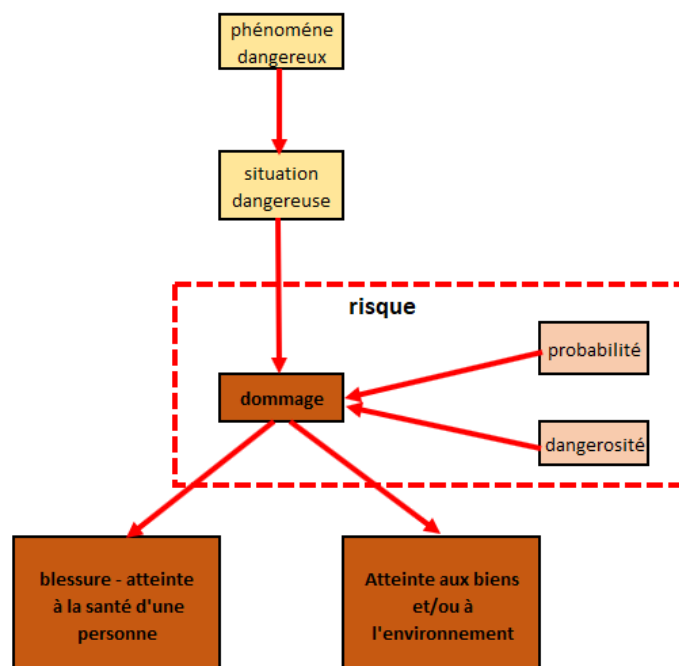 phénoméne
dangereux
situation
dangereuse
risque
probabilité
dommage
dangerosité
blessure - atteinte
à la santé d'une
personne
Atteinte aux biens
et/ou à
l'environnement